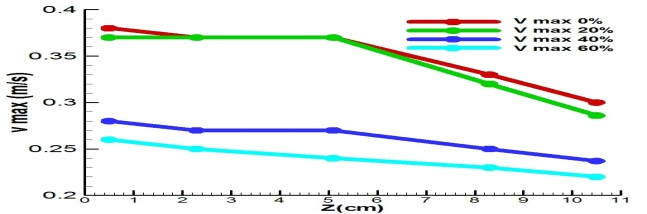 0.4
V max 0%
V max 20%
V max 40%
V max 60%
0.35
0.3
0.25
0.2
v max (m/s)
0 1 2 3 4 5 6 7 8 9 10 11
Z(cm)